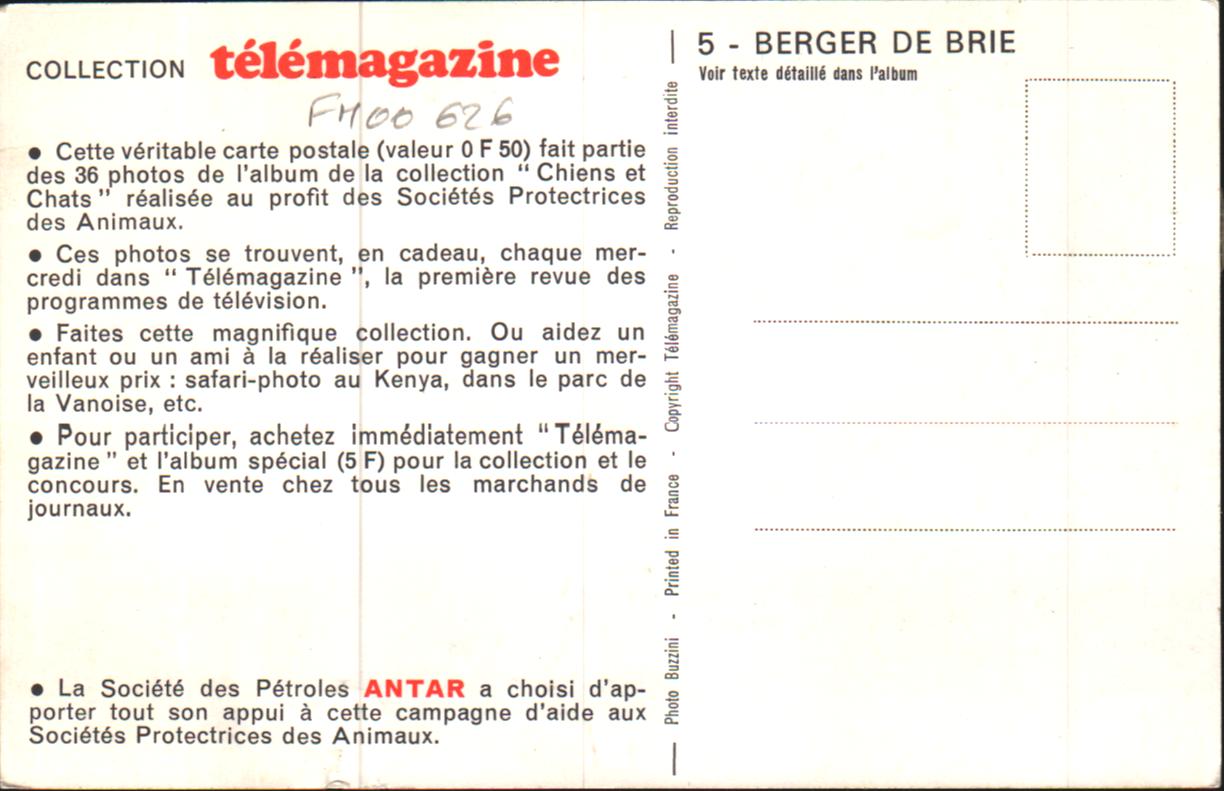 COLLECTION télémagazine
FH00 626
• Cette véritable carte postale (valeur 0 F 50) fait partie
des 36 photos de l'album de la collection “ Chiens et
Chats ” réalisée au profit des Sociétés Protectrices
des Animaux.
• Ces photos se trouvent, en cadeau, chaque mer-
credi dans “ Télémagazine ”, la première revue des
programmes de télévision.
• Faites cette magnifique collection. Ou aidez un
enfant ou un ami à la réaliser pour gagner un mer-
veilleux prix : safari-photo au Kenya, dans le parc de
la Vanoise, etc.
• Pour participer, achetez immédiatement “ Téléma-
gazine ” et l'album spécial (5 F) pour la collection et le
concours. En vente chez tous les marchands de
journaux.
• La Société des Pétroles ANTAR a choisi d'ap-
porter tout son appui à cette campagne d'aide aux
Sociétés Protectrices des Animaux.
Photo Buzzini - Printed in France - Copyright Télémagazine - Reproduction interdite
5 - BERGER DE BRIE
Voir texte détaillé dans l'album